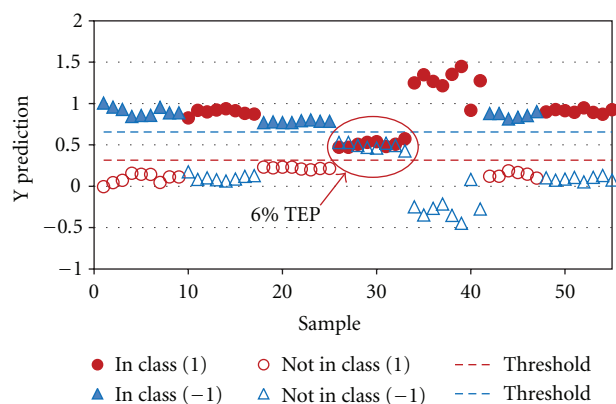 2
1.5
1
0.5
0
−0.5
−1
Y prediction
6% TEP
0 10 20 30 40 50
Sample
In class (1) Not in class (1) Threshold
In class (−1) Not in class (−1) Threshold